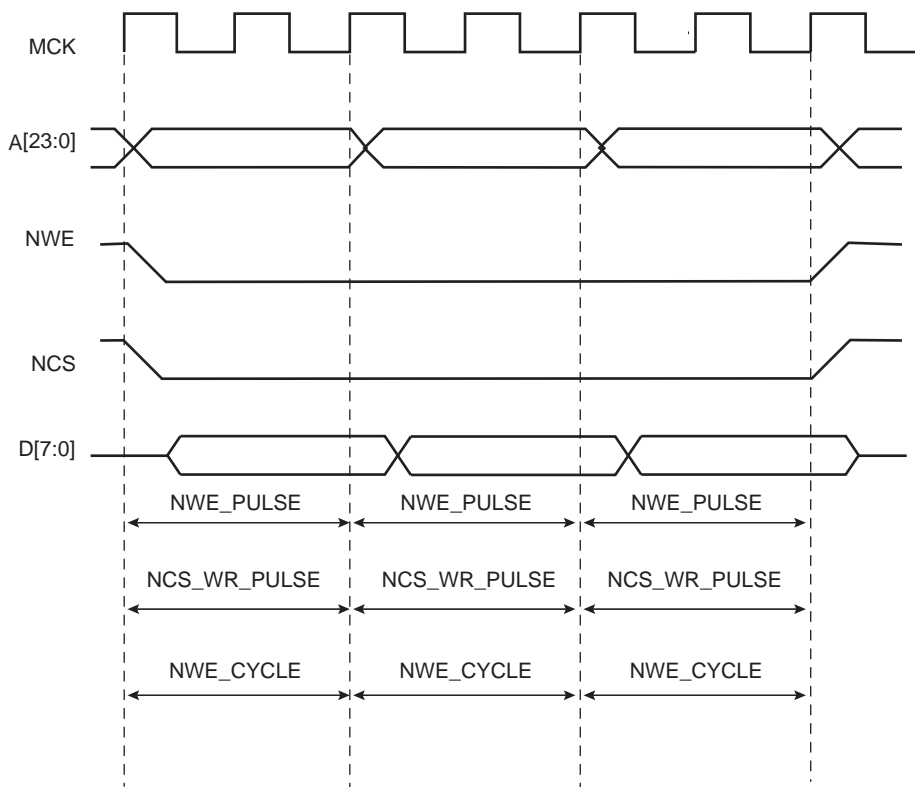 MCK
A[23:0]
NWE
NCS
D[7:0]
NWE_PULSE NWE_PULSE NWE_PULSE
NCS_WR_PULSE NCS_WR_PULSE NCS_WR_PULSE
NWE_CYCLE NWE_CYCLE NWE_CYCLE